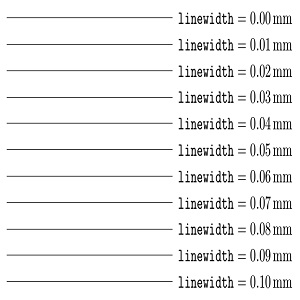 linewidth = 0.00 mm
linewidth = 0.01 mm
linewidth = 0.02 mm
linewidth = 0.03 mm
linewidth = 0.04 mm
linewidth = 0.05 mm
linewidth = 0.06 mm
linewidth = 0.07 mm
linewidth = 0.08 mm
linewidth = 0.09 mm
linewidth = 0.10 mm